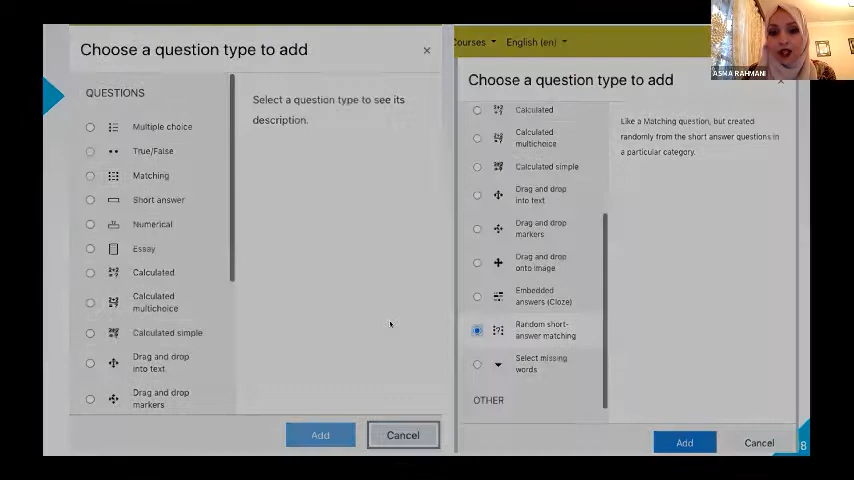 Choose a question type to add
×
QUESTIONS
Multiple choice
True/False
Matching
Short answer
Numerical
Essay
Calculated
Calculated
multichoice
Calculated simple
Drag and drop
into text
Drag and drop
markers
Select a question type to see its
description.
Add
Cancel
Courses
English (en)
Choose a question type to add
Calculated
Calculated
multichoice
Calculated simple
Drag and drop
into text
Drag and drop
markers
Drag and drop
onto image
Embedded
answers (Cloze)
Random short-
answer matching
Select missing
words
OTHER
Like a Matching question, but created
randomly from the short answer questions in
a particular category.
Add
Cancel
8
ASMA RAHMANI